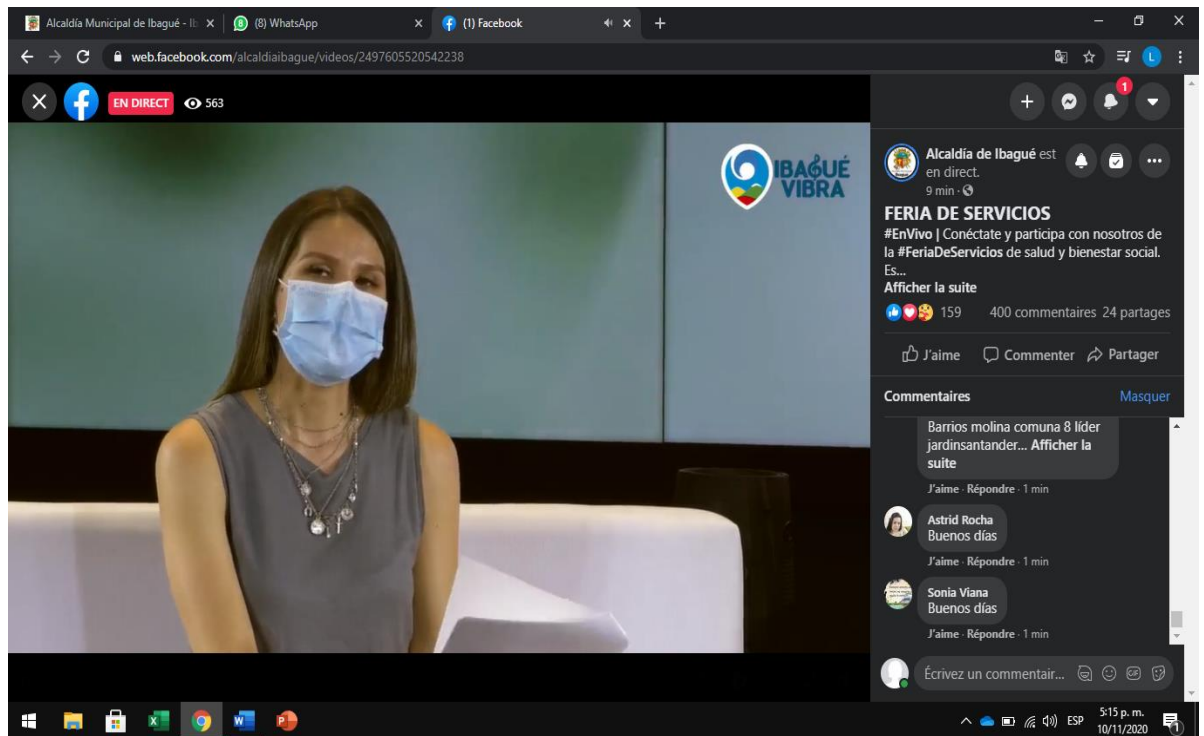 Alcaldía Municipal de Ibagué - Ib
(8) WhatsApp
(1) Facebook
web.facebook.com/alcaldiaibague/videos/2497605520542238
L
EN DIRECT
563
IBAGUÉ
VIBRA
1
Alcaldía de Ibagué est
en direct.
9 min ·
FERIA DE SERVICIOS
#EnVivo | Conéctate y participa con nosotros de
la #FeriaDeServicios de salud y bienestar social.
Es...
Afficher la suite
159 400 commentaires 24 partages
J'aime Commenter Partager
Commentaires Masquer
Barrios molina comuna 8 líder
jardinsantander... Afficher la
suite
J'aime · Répondre · 1 min
Astrid Rocha
Buenos días
J'aime · Répondre · 1 min
Sonia Viana
Buenos días
J'aime · Répondre · 1 min
Écrivez un commentair...
GIF
ESP
5:15 p. m.
10/11/2020
1